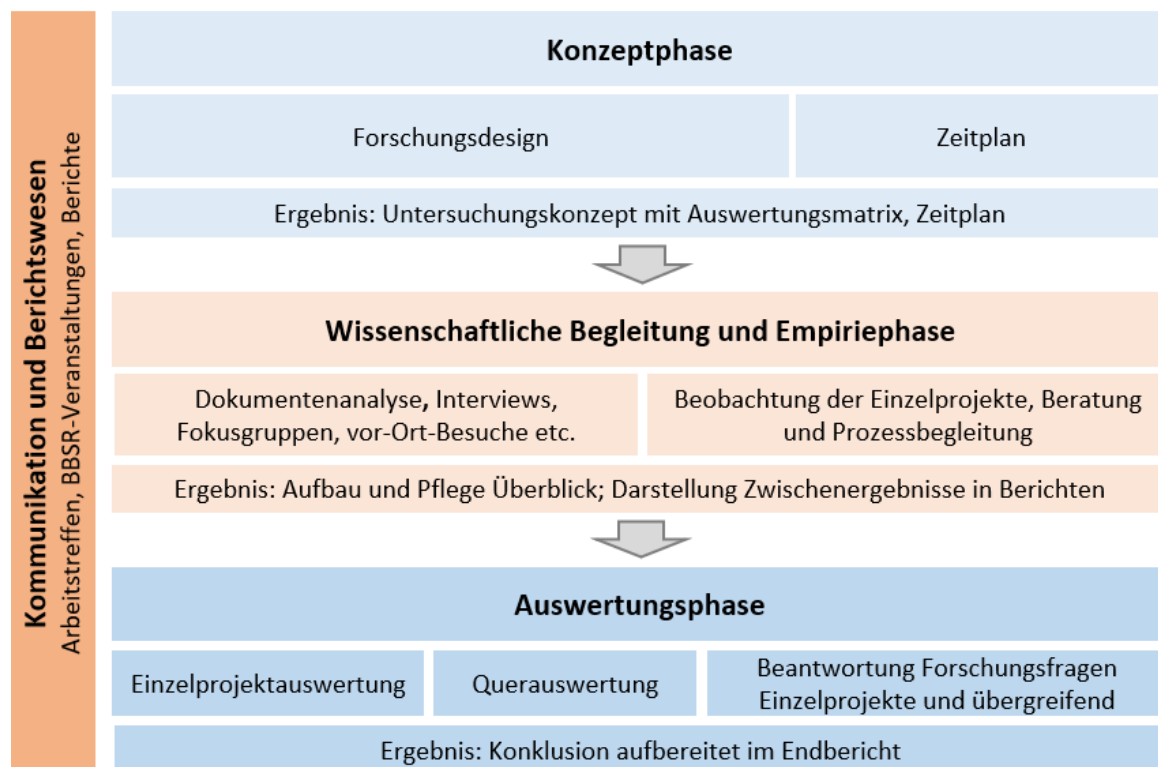 Kommunikation und Berichtswesen
Arbeitstreffen, BBSR-Veranstaltungen, Berichte
Konzeptphase
Forschungsdesign
Zeitplan
Ergebnis: Untersuchungskonzept mit Auswertungsmatrix, Zeitplan
Wissenschaftliche Begleitung und Empiriephase
Dokumentenanalyse, Interviews,
Fokusgruppen, vor-Ort-Besuche etc.
Beobachtung der Einzelprojekte, Beratung
und Prozessbegleitung
Ergebnis: Aufbau und Pflege Überblick; Darstellung Zwischenergebnisse in Berichten
Auswertungsphase
Einzelprojektauswertung
Querauswertung
Beantwortung Forschungsfragen
Einzelprojekte und übergreifend
Ergebnis: Konklusion aufbereitet im Endbericht